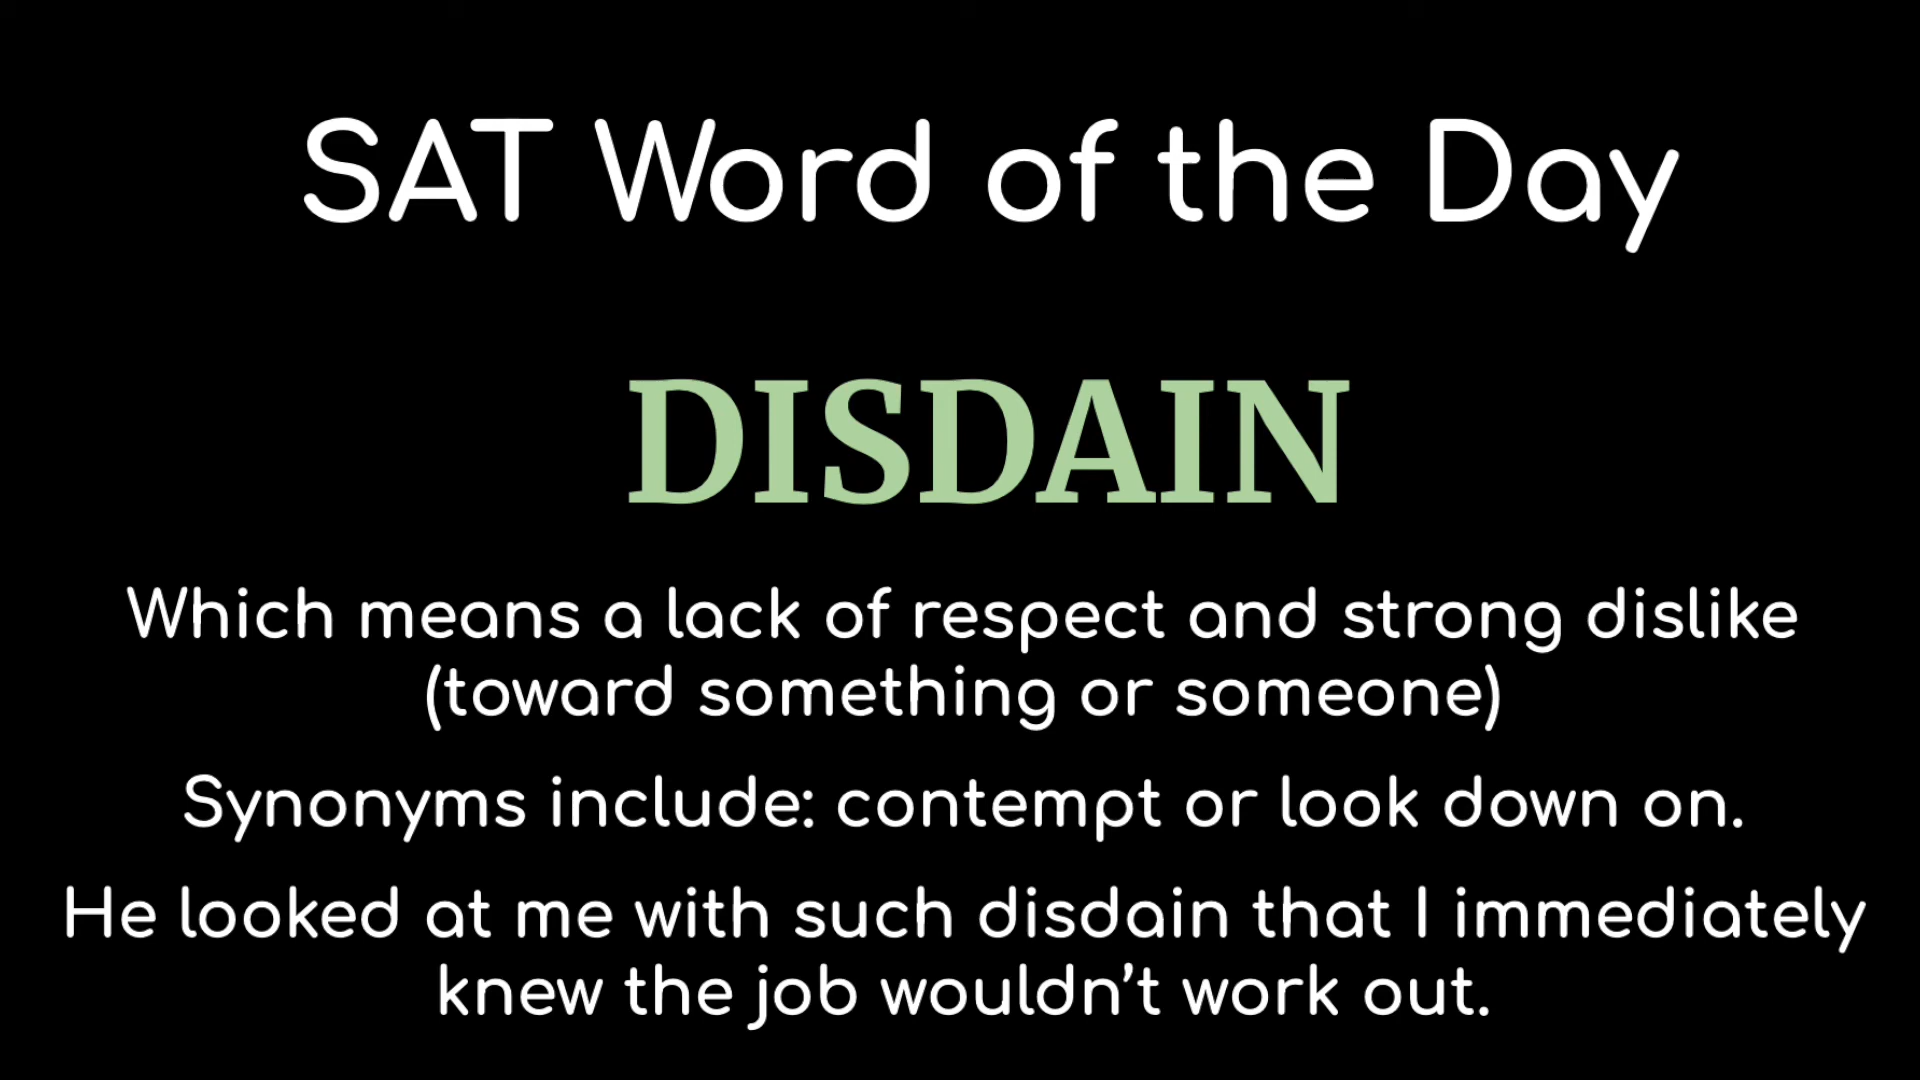 SAT Word of the Day
DISDAIN
Which means a lack of respect and strong dislike
(toward something or someone)
Synonyms include: contempt or look down on.
He looked at me with such disdain that I immediately
knew the job wouldn’t work out.